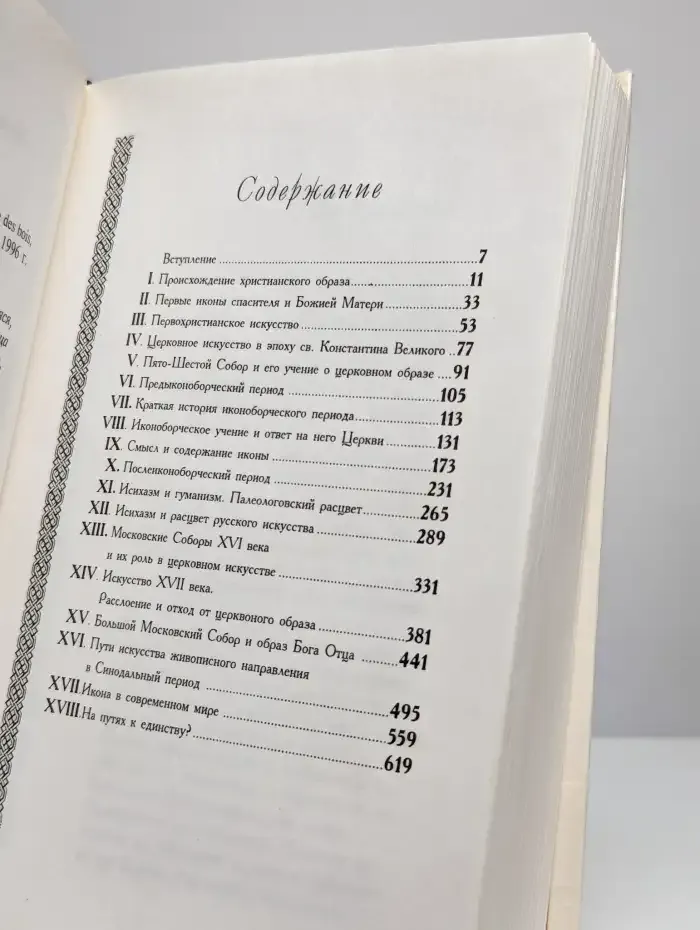 des bois,
1996 г.
Содержание
Вступление 7
I. Происхождение христианского образа 11
II. Первые иконы спасителя и Божией Матери 33
III. Первохристианское искусство 53
IV. Церковное искусство в эпоху св. Константина Великого 77
V. Пято-Шестой Собор и его учение о церковном образе 91
VI. Предыконоборческий период 105
VII. Краткая история иконоборческого периода 113
VIII. Иконоборческое учение и ответ на него Церкви 131
IX. Смысл и содержание иконы 173
X. Послеиконоборческий период 231
XI. Исихазм и гуманизм. Палеологовский расцвет 265
XII. Исихазм и расцвет русского искусства 289
XIII. Московские Соборы XVI века
и их роль в церковном искусстве 331
XIV. Искусство XVII века.
Расслоение и отход от церквоного образа 381
XV. Большой Московский Собор и образ Бога Отца 441
XVI. Пути искусства живописного направления
в Синодальный период 495
XVII. Икона в современном мире 559
XVIII. На путях к единству? 619